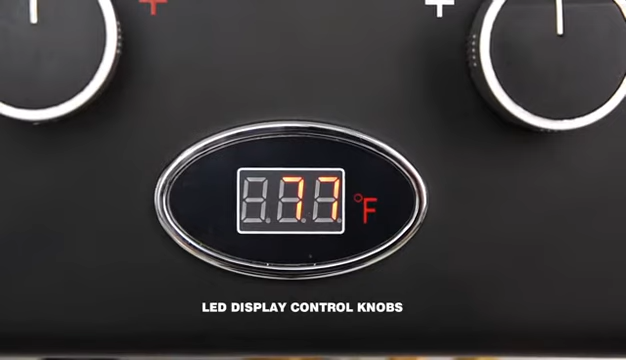 + +
77 °F
LED DISPLAY CONTROL KNOBS